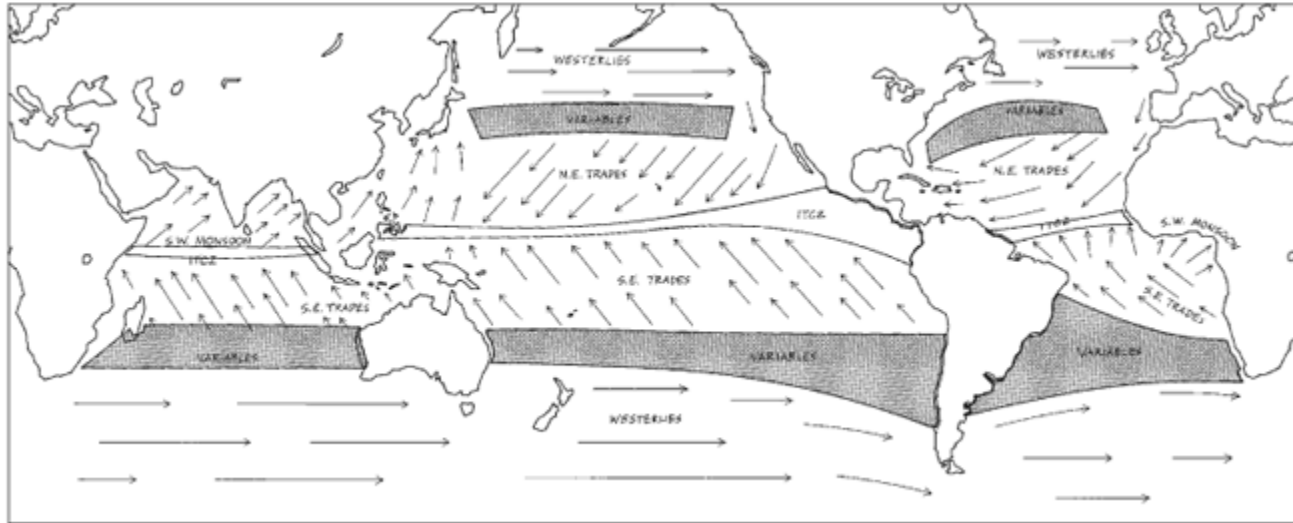 WESTERLIES
WESTERLIES
VARIABLES
VARIABLES
N.E. TRADES
N.E. TRADES
ITCZ
ITCZ
S.W. MONSOON
S.W. MONSOON
ITCZ
S.E. TRADES
S.E. TRADES
S.E. TRADES
VARIABLES
VARIABLES
VARIABLES
WESTERLIES